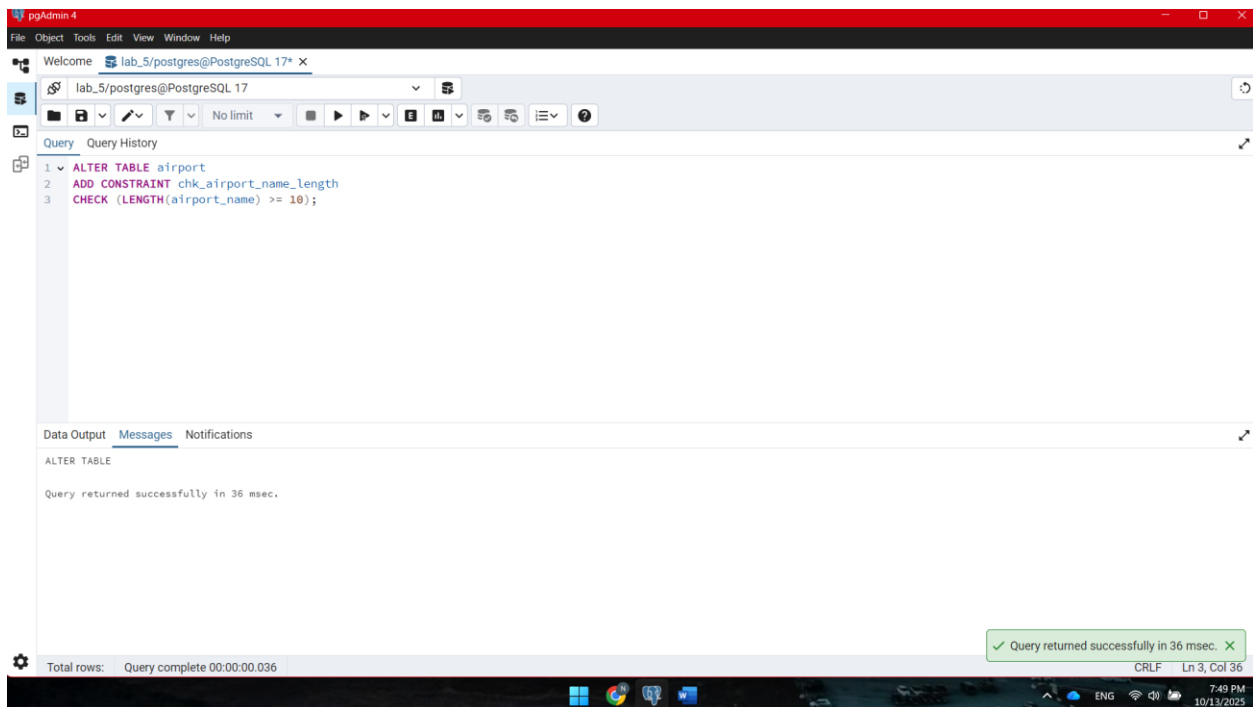 pgAdmin 4
File Object Tools Edit View Window Help
Welcome lab_5/postgres@PostgreSQL 17*
lab_5/postgres@PostgreSQL 17
No limit
Query Query History
1 ALTER TABLE airport
2 ADD CONSTRAINT chk_airport_name_length
3 CHECK (LENGTH(airport_name) >= 10);
Data Output Messages Notifications
ALTER TABLE
Query returned successfully in 36 msec.
Query returned successfully in 36 msec.
Total rows: Query complete 00:00:00.036 CRLF Ln 3, Col 36
ENG 7:49 PM
10/13/2025